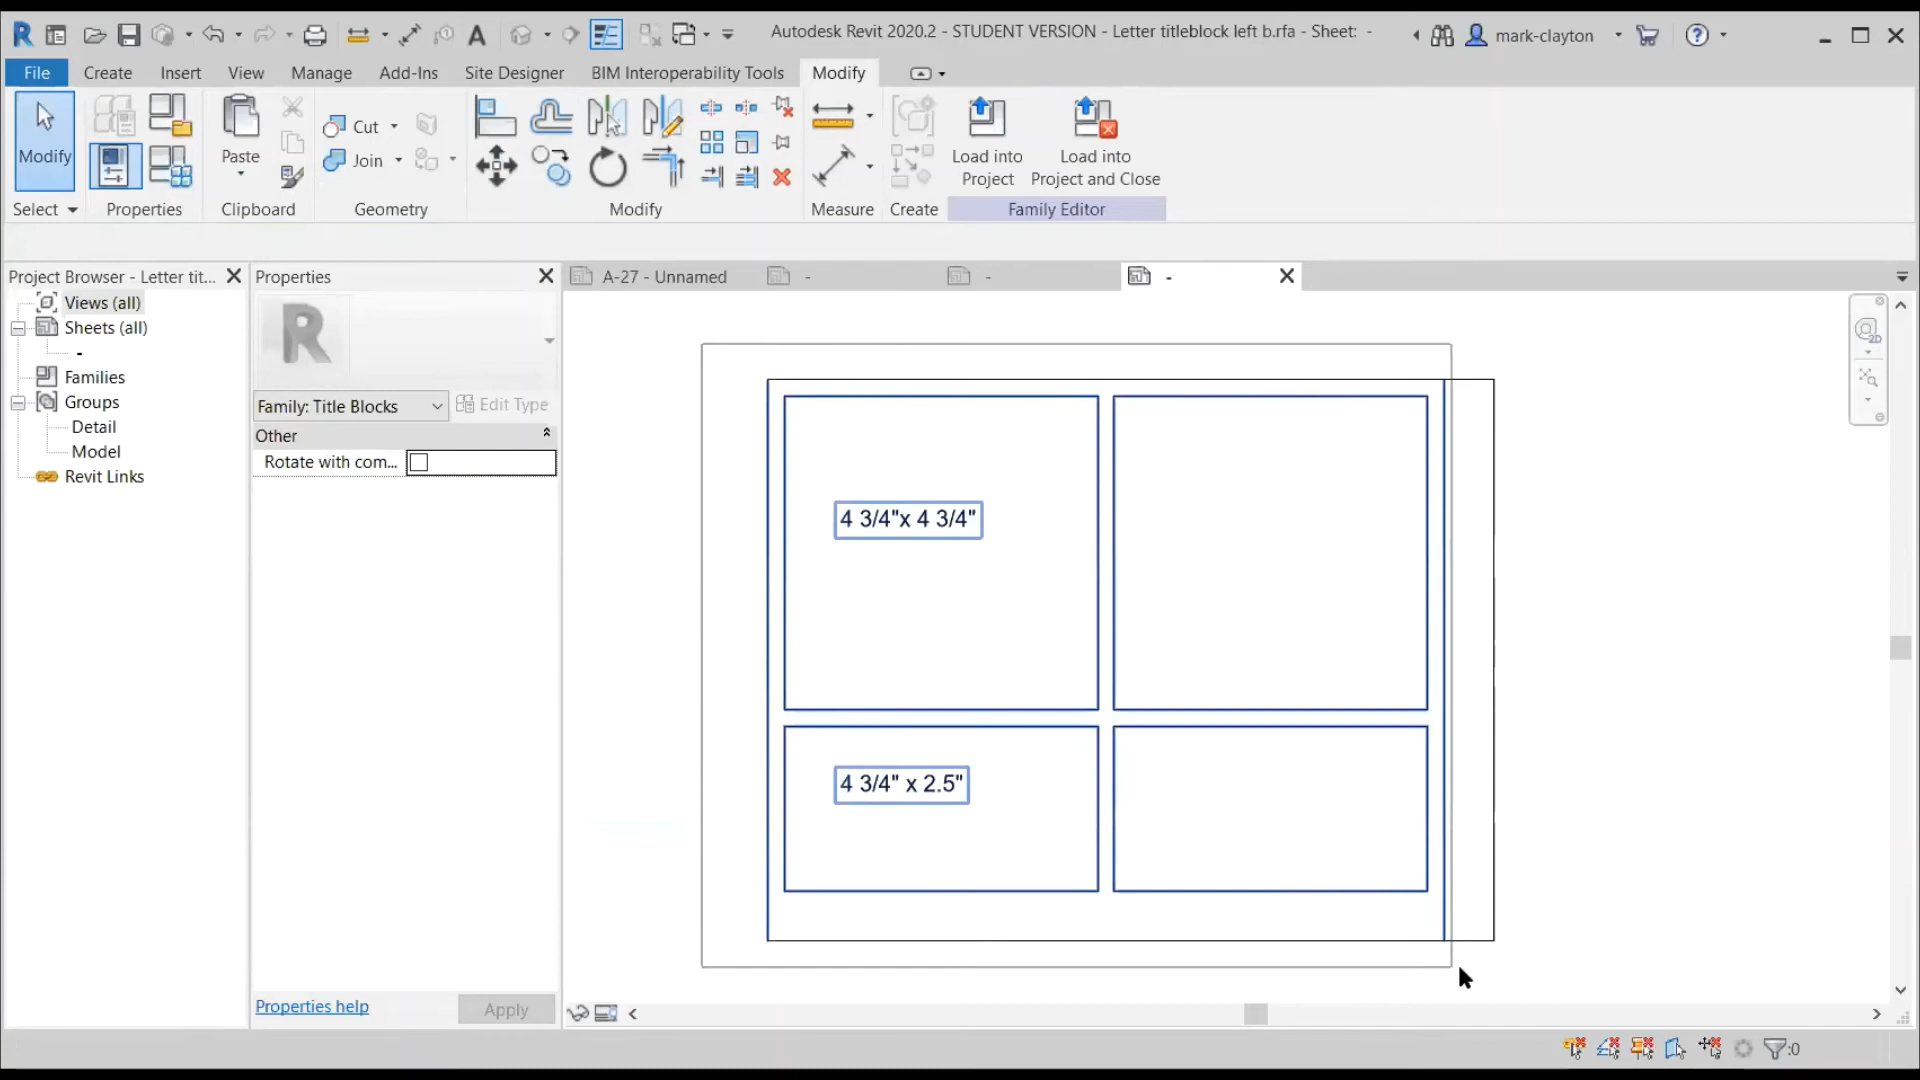 Autodesk Revit 2020.2 - STUDENT VERSION - Letter titleblock left b.rfa - Sheet: -
mark-clayton
File Create Insert View Manage Add-Ins Site Designer BIM Interoperability Tools Modify
Modify
Paste
Cut
Join
Load into
Project
Load into
Project and Close
Select Properties Clipboard Geometry Modify Measure Create Family Editor
Project Browser - Letter tit...
Views (all)
Sheets (all)
-
Families
Groups
Detail
Model
Revit Links
Properties
Family: Title Blocks
Edit Type
Other
Rotate with com...
Properties help
Apply
A-27 - Unnamed
-
-
-
4 3/4"x 4 3/4"
4 3/4" x 2.5"
2D
:0